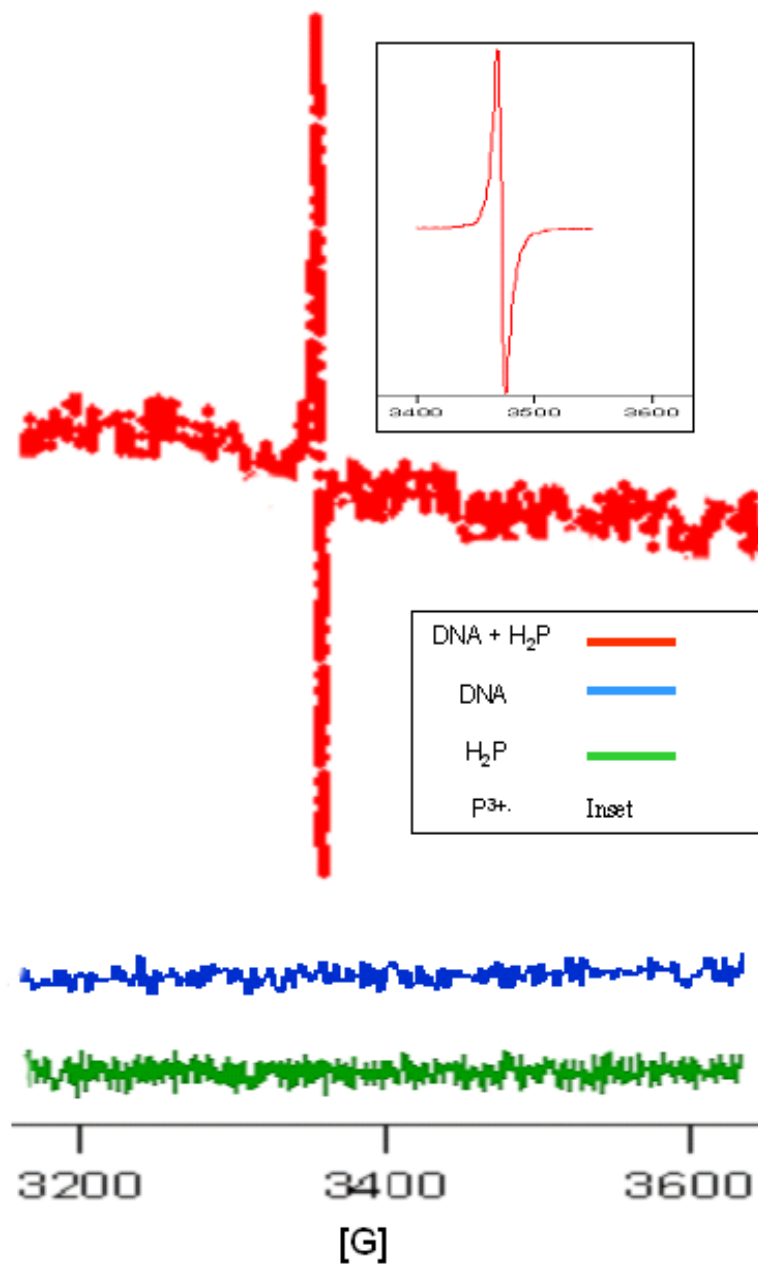 3400 3500 3600
DNA + H₂P
DNA
H₂P
P³⁺· Inset
3200 3400 3600
[G]